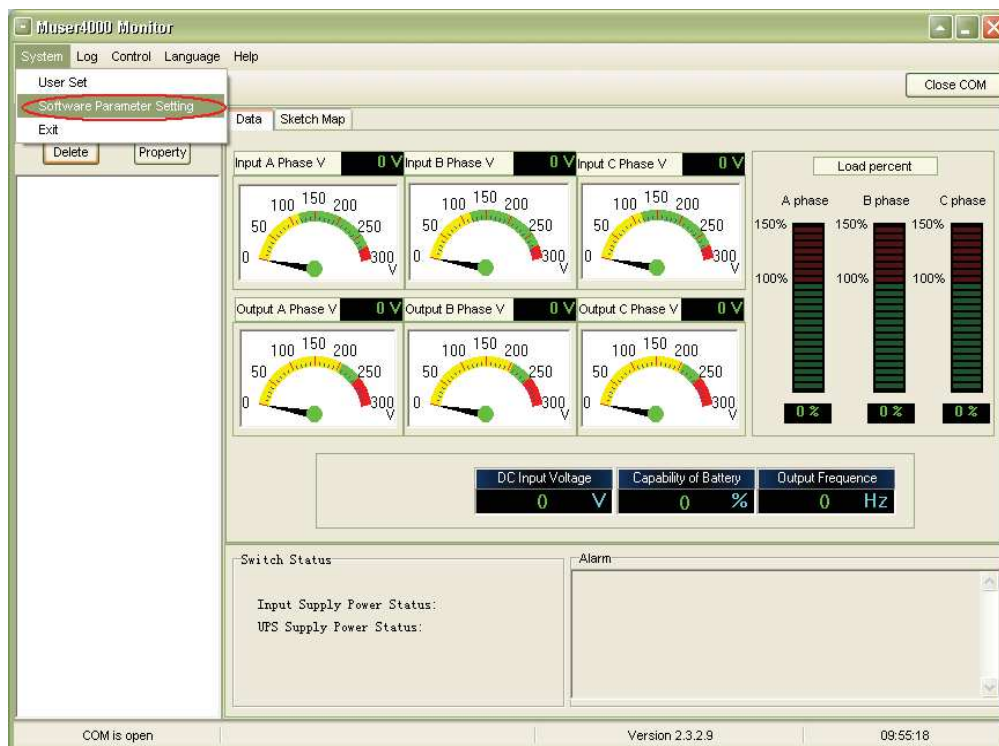 Muser4000 Monitor
System Log Control Language Help
User Set
Software Parameter Setting
Exit
Close COM
Delete Property
Data Sketch Map
Input A Phase V 0 V Input B Phase V 0 V Input C Phase V 0 V
0 50 100 150 200 250 300 V
0 50 100 150 200 250 300 V
0 50 100 150 200 250 300 V
Output A Phase V 0 V Output B Phase V 0 V Output C Phase V 0 V
0 50 100 150 200 250 300 V
0 50 100 150 200 250 300 V
0 50 100 150 200 250 300 V
Load percent
A phase B phase C phase
150% 150% 150%
100% 100% 100%
0 % 0 % 0 %
DC Input Voltage Capability of Battery Output Frequence
0 V 0 % 0 Hz
Switch Status
Input Supply Power Status:
UPS Supply Power Status:
Alarm
COM is open Version 2.3.2.9 09:55:18